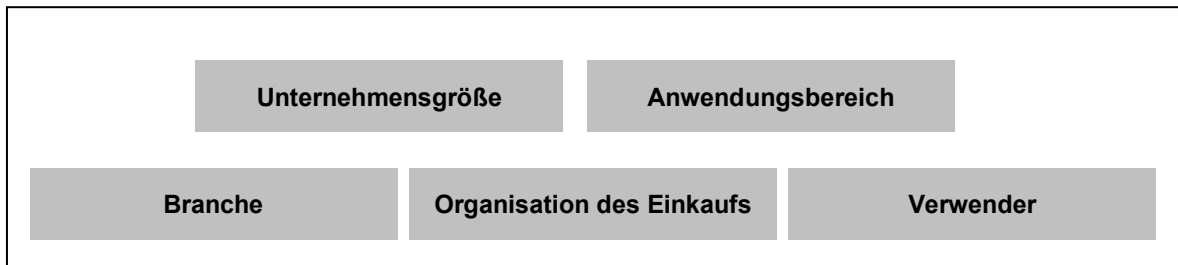 Unternehmensgröße
Anwendungsbereich
Branche
Organisation des Einkaufs
Verwender